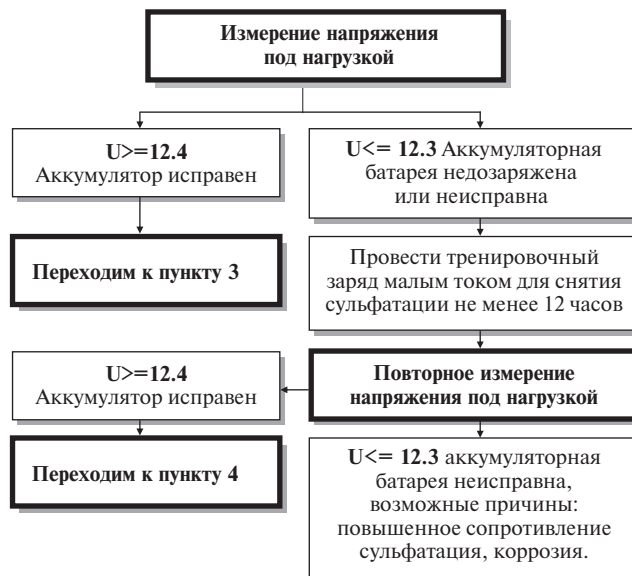 Измерение напряжения
под нагрузкой
U>=12.4
Аккумулятор исправен
U<= 12.3 Аккумуляторная
батарея недозаряжена
или неисправна
Переходим к пункту 3
Провести тренировочный
заряд малым током для снятия
сульфатации не менее 12 часов
U>=12.4
Аккумулятор исправен
Повторное измерение
напряжения под нагрузкой
Переходим к пункту 4
U<= 12.3 аккумуляторная
батарея неисправна,
возможные причины:
повышенное сопротивление
сульфатация, коррозия.